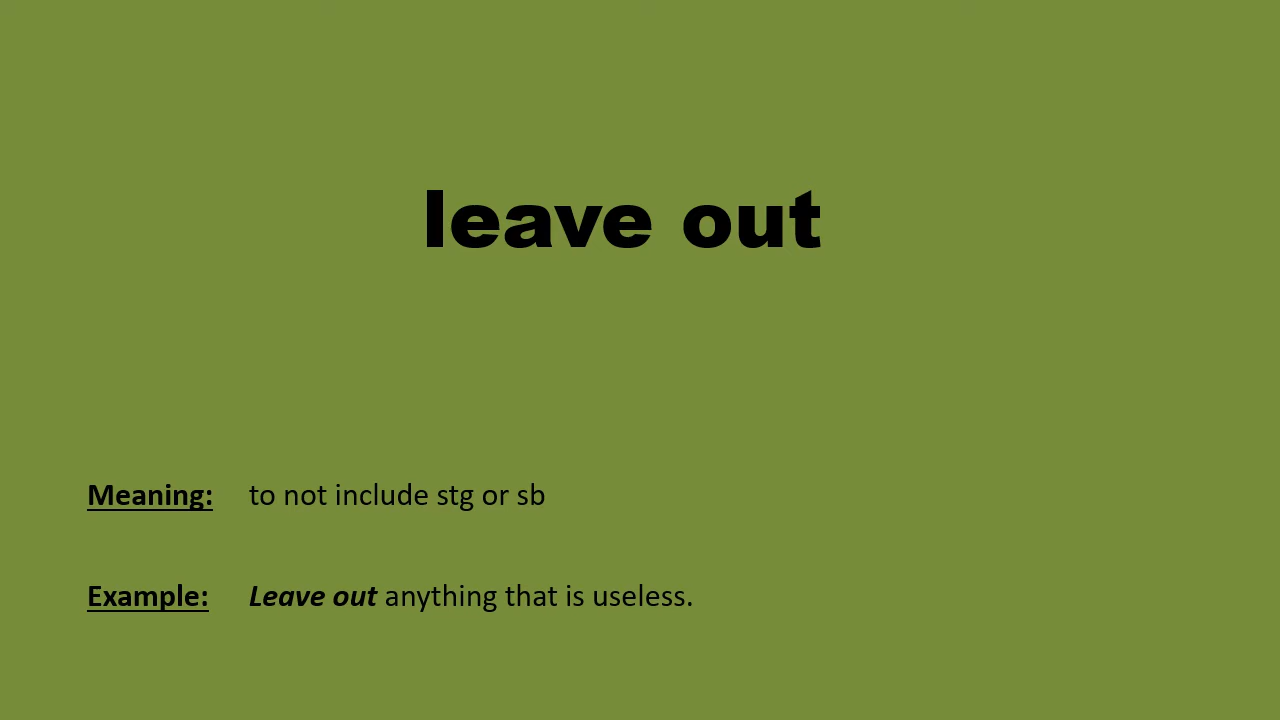 leave out
Meaning: to not include stg or sb
Example: Leave out anything that is useless.